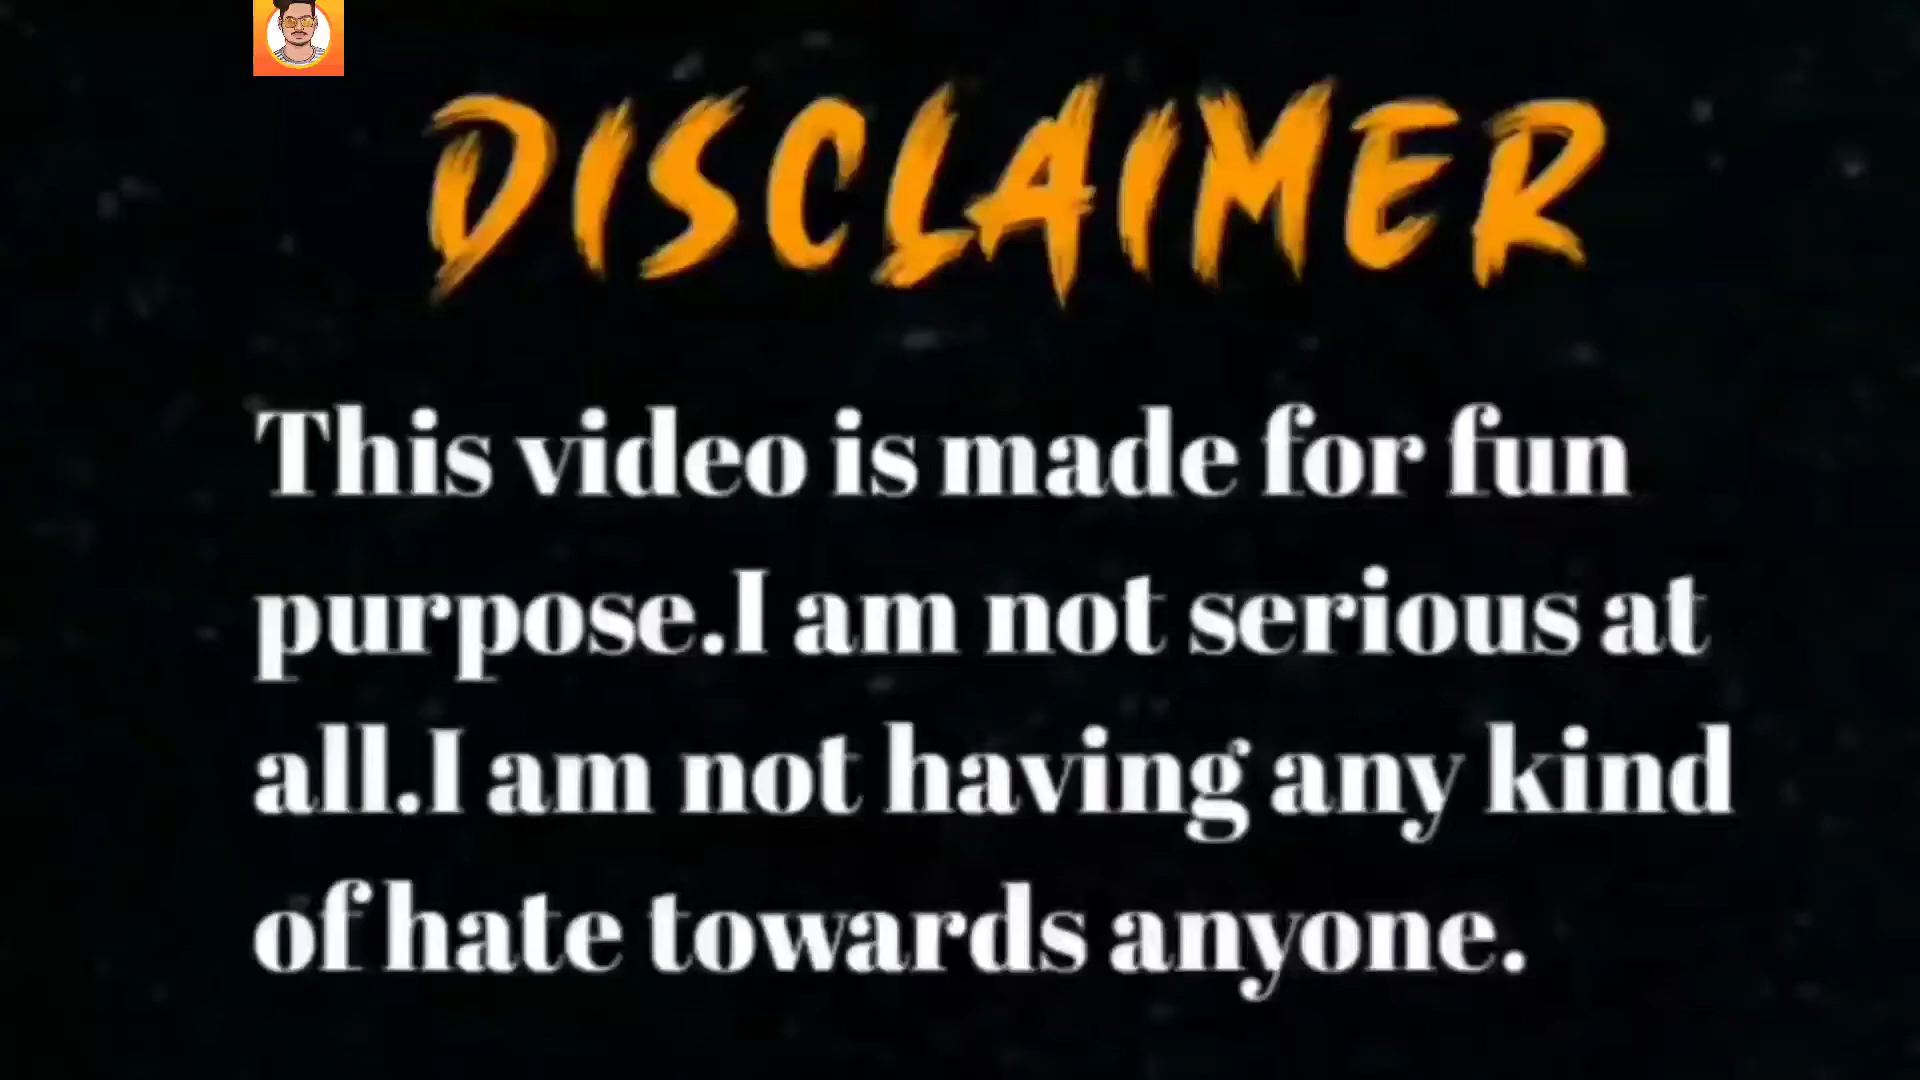 DISCLAIMER
This video is made for fun
purpose.I am not serious at
all.I am not having any kind
of hate towards anyone.